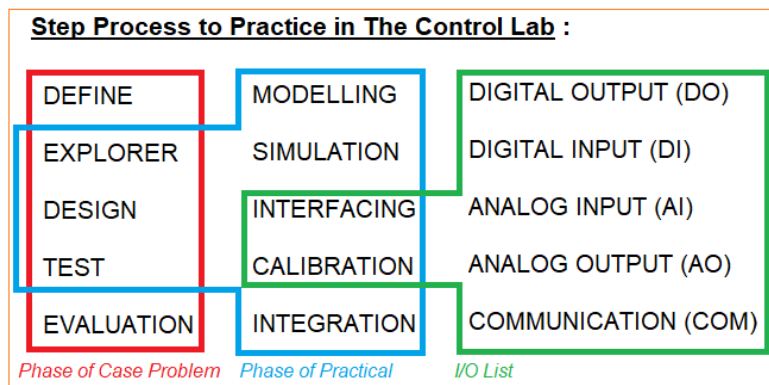 Step Process to Practice in The Control Lab :
DEFINE
EXPLORER
DESIGN
TEST
EVALUATION
Phase of Case Problem
MODELLING
SIMULATION
INTERFACING
CALIBRATION
INTEGRATION
Phase of Practical
DIGITAL OUTPUT (DO)
DIGITAL INPUT (DI)
ANALOG INPUT (AI)
ANALOG OUTPUT (AO)
COMMUNICATION (COM)
I/O List